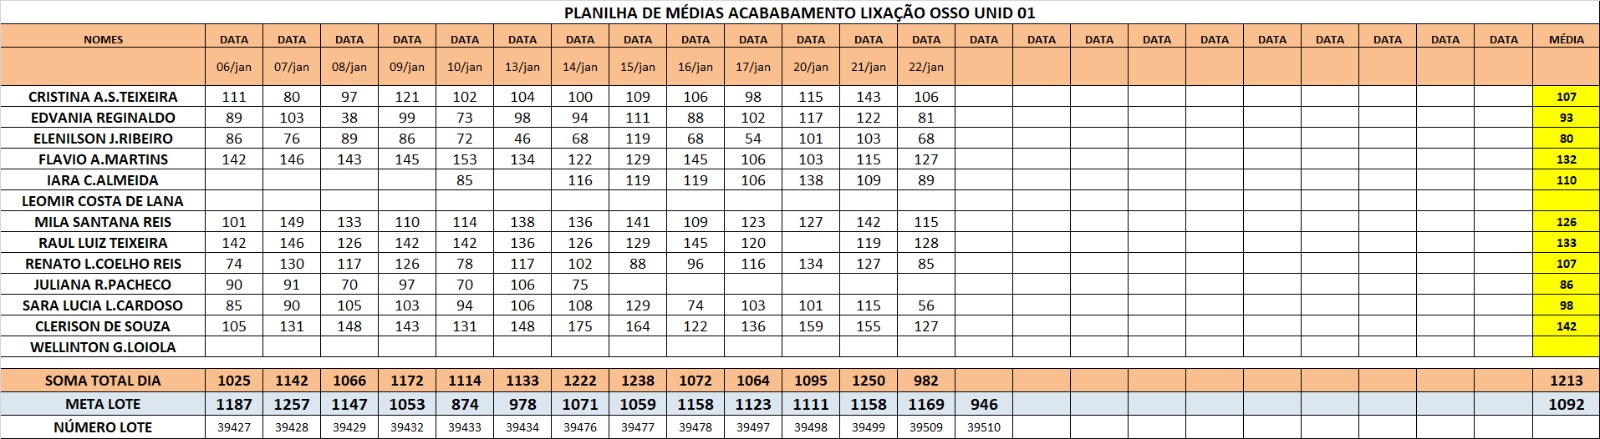 PLANILHA DE MÉDIAS ACABABAMENTO LIXAÇÃO OSSO UNID 01
NOMES DATA DATA DATA DATA DATA DATA DATA DATA DATA DATA DATA DATA DATA DATA DATA DATA DATA DATA DATA DATA DATA DATA DATA MÉDIA
06/jan 07/jan 08/jan 09/jan 10/jan 13/jan 14/jan 15/jan 16/jan 17/jan 20/jan 21/jan 22/jan
CRISTINA A.S.TEIXEIRA 111 80 97 121 102 104 100 109 106 98 115 143 106 107
EDVANIA REGINALDO 89 103 38 99 73 98 94 111 88 102 117 122 81 93
ELENILSON J.RIBEIRO 86 76 89 86 72 46 68 119 68 54 101 103 68 80
FLAVIO A.MARTINS 142 146 143 145 153 134 122 129 145 106 103 115 127 132
IARA C.ALMEIDA 85 116 119 119 106 138 109 89 110
LEOMIR COSTA DE LANA
MILA SANTANA REIS 101 149 133 110 114 138 136 141 109 123 127 142 115 126
RAUL LUIZ TEIXEIRA 142 146 126 142 142 136 126 129 145 120 119 128 133
RENATO L.COELHO REIS 74 130 117 126 78 117 102 88 96 116 134 127 85 107
JULIANA R.PACHECO 90 91 70 97 70 106 75 86
SARA LUCIA L.CARDOSO 85 90 105 103 94 106 108 129 74 103 101 115 56 98
CLERISON DE SOUZA 105 131 148 143 131 148 175 164 122 136 159 155 127 142
WELLINTON G.LOIOLA
SOMA TOTAL DIA 1025 1142 1066 1172 1114 1133 1222 1238 1072 1064 1095 1250 982 1213
META LOTE 1187 1257 1147 1053 874 978 1071 1059 1158 1123 1111 1158 1169 946 1092
NÚMERO LOTE 39427 39428 39429 39432 39433 39434 39476 39477 39478 39497 39498 39499 39509 39510